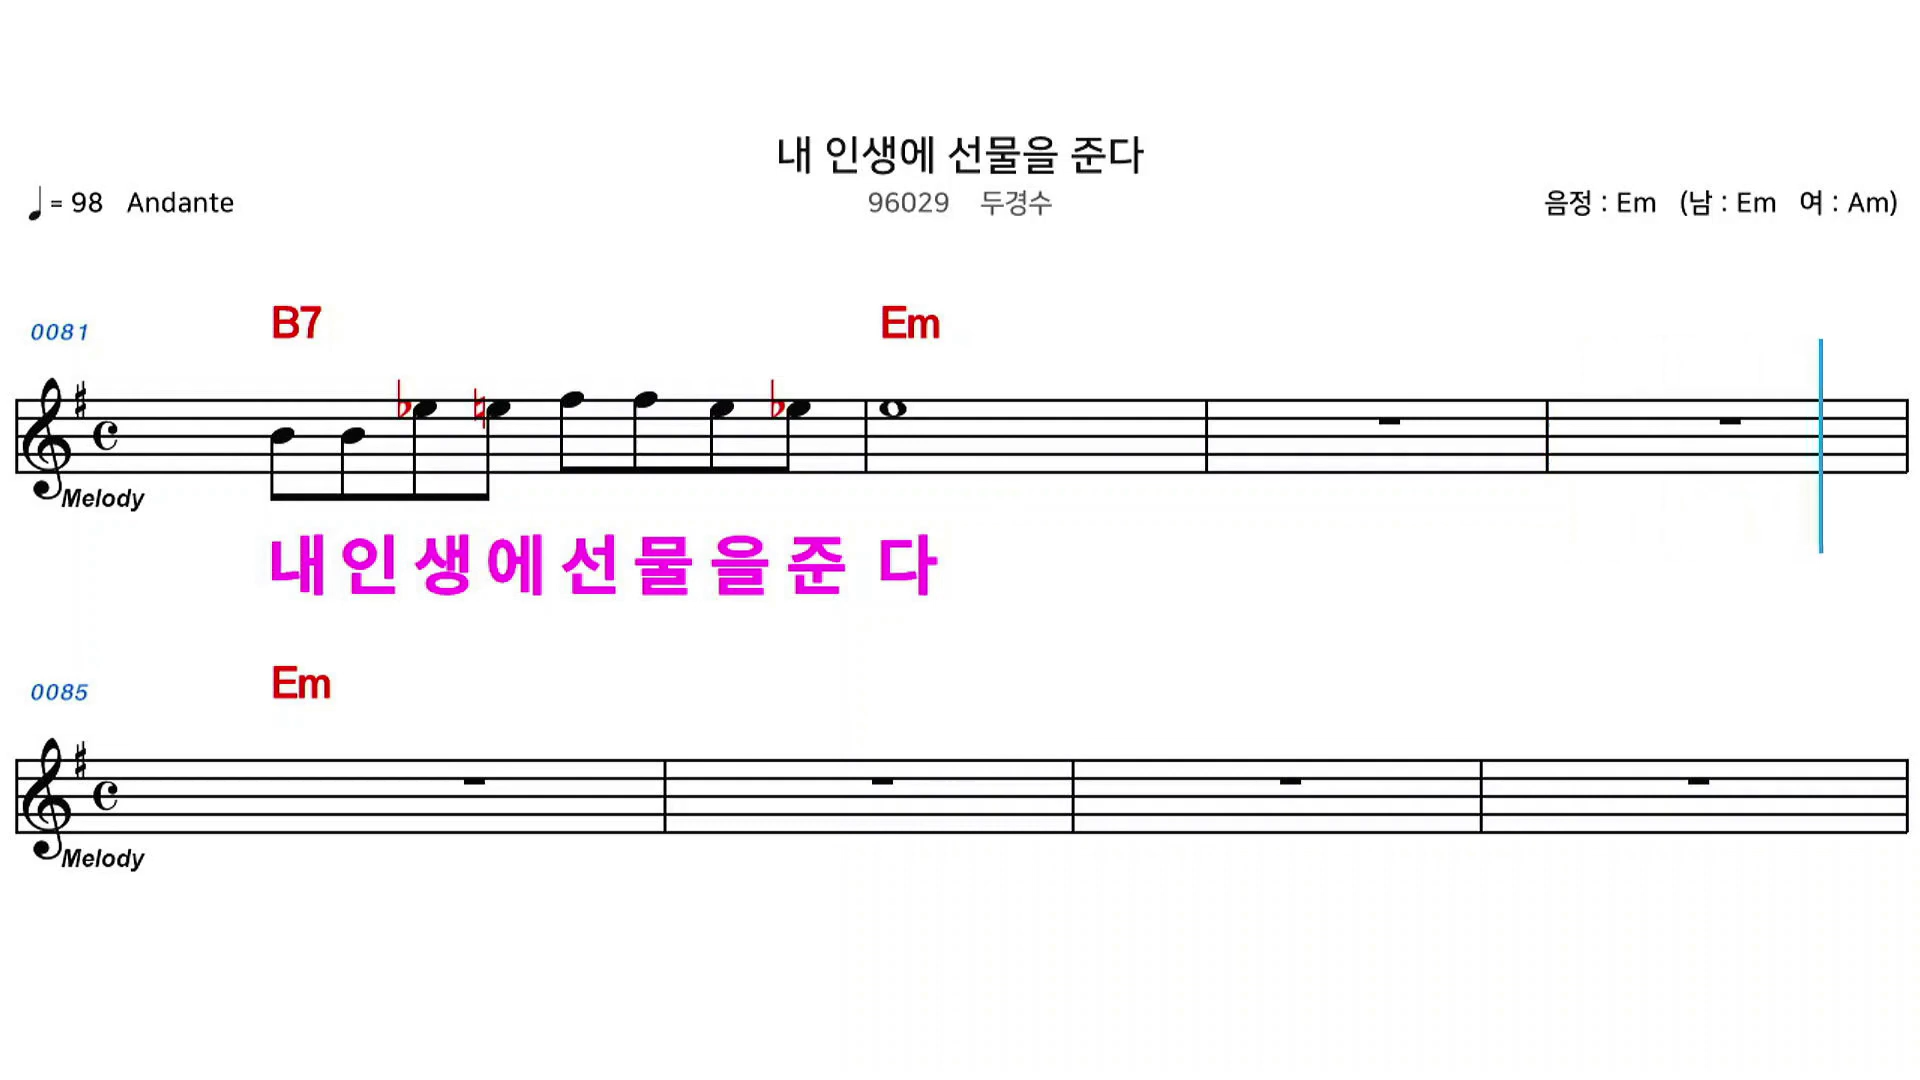 내 인생에 선물을 준다
= 98 Andante
96029 두경수
음정 : Em (남 : Em 여 : Am)
0081
B7 Em
Melody
내 인 생 에 선 물 을 준 다
0085
Em
Melody